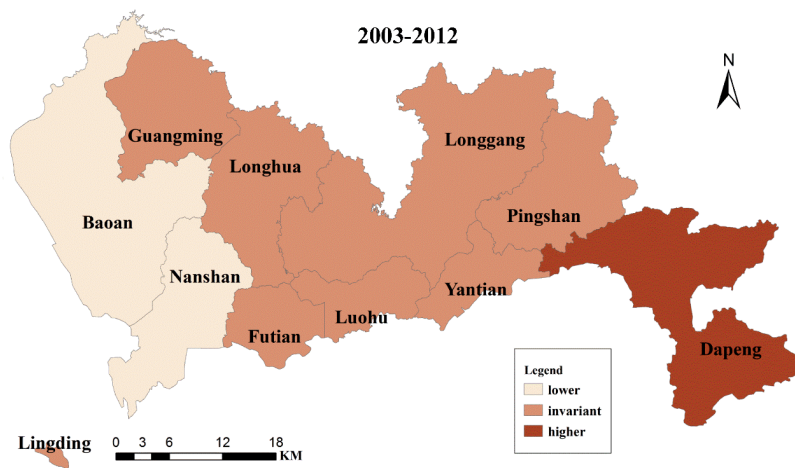 2003-2012
N
Guangming
Longhua
Longgang
Pingshan
Baoan
Nanshan
Yantian
Luohu
Futian
Dapeng
Legend
lower
invariant
higher
Lingding
0 3 6 12 18
KM